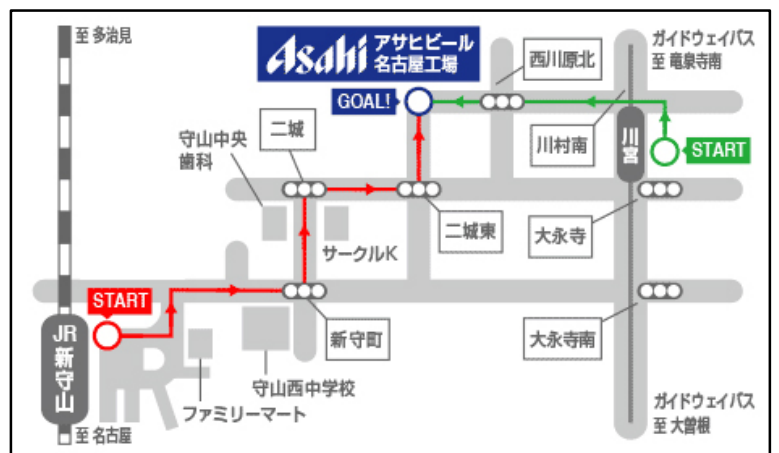 至 多治見
Asahi アサヒビール
名古屋工場
西川原北
ガイドウェイバス
至 竜泉寺南
GOAL!
二城
守山中央
歯科
川村南
川宮
START
二城東
大永寺
サークルK
START
JR新守山
新守町
大永寺南
守山西中学校
ファミリーマート
ガイドウェイバス
至 大曽根
至 名古屋